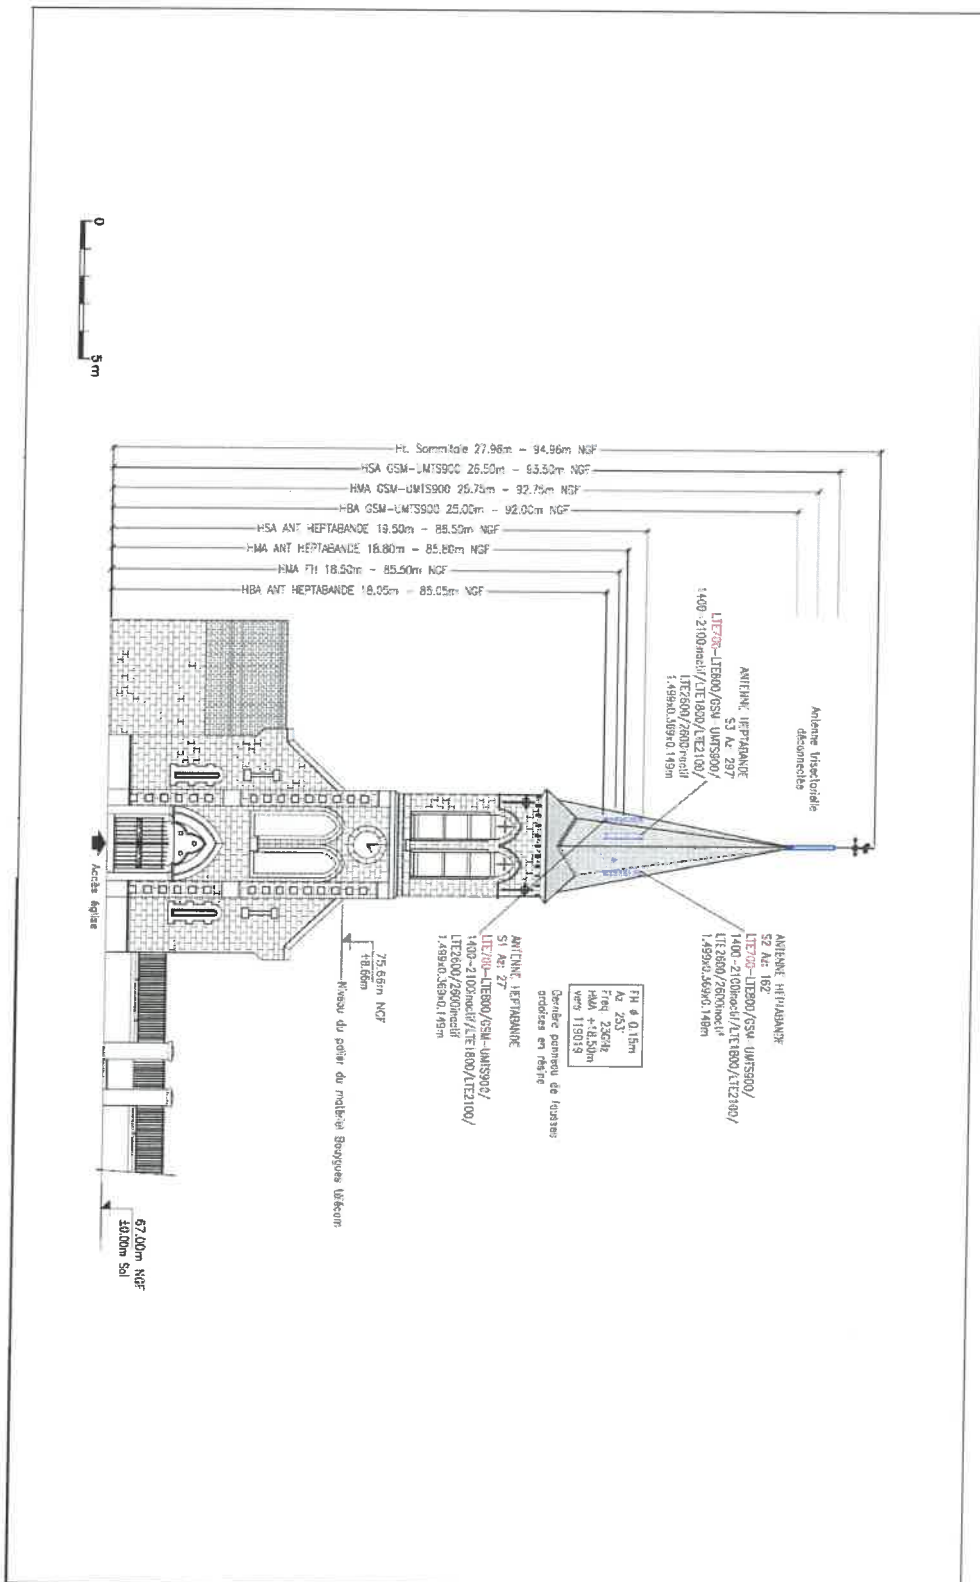 0
5m
Ht. Sommitale 27.96m - 94.96m NGF
HSA GSM-UMTS900 26.50m - 93.50m NGF
HMA GSM-UMTS900 25.75m - 92.75m NGF
HBA GSM-UMTS900 25.00m - 92.00m NGF
HSA ANT HEPTABANDE 19.50m - 86.50m NGF
HMA ANT HEPTABANDE 18.80m - 85.80m NGF
HMA FH 18.50m - 85.50m NGF
HBA ANT HEPTABANDE 18.05m - 85.05m NGF
Antenne trisectorielle
déconnectée
ANTENNE HEPTABANDE
S3 Az: 297°
LTE700-LTE800/GSM-UMTS900/
1400-2100inactif/LTE1800/LTE2100/
LTE2600/2600inactif
1.499x0.369x0.149m
ANTENNE HEPTABANDE
S2 Az: 162°
LTE700-LTE800/GSM-UMTS900/
1400-2100inactif/LTE1800/LTE2100/
LTE2600/2600inactif
1.499x0.369x0.149m
FH ø 0.15m
Az 253°
Freq 23GHz
HMA +18.50m
vers 119019
Derrière panneau de fausses
ardoises en résine
ANTENNE HEPTABANDE
S1 Az: 27°
LTE700-LTE800/GSM-UMTS900/
1400-2100inactif/LTE1800/LTE2100/
LTE2600/2600inactif
1.499x0.369x0.149m
75.66m NGF
+8.66m
Niveau du palier du matériel Bouygues télécom
Accès église
67.00m NGF
±0.00m Sol